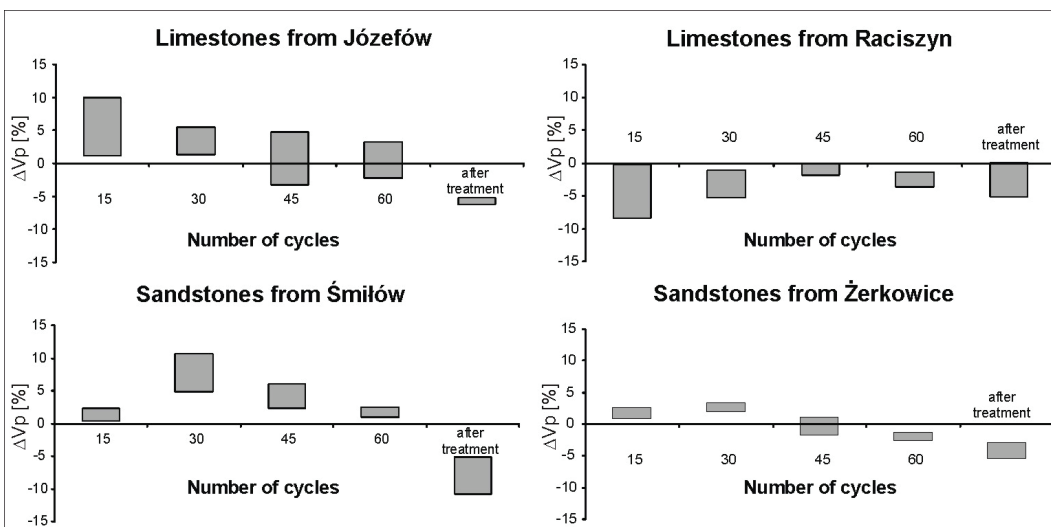 Limestones from Józefów
ΔVp [%]
15
10
5
0
-5
-10
-15
15
30
45
60
after
treatment
Number of cycles
Limestones from Raciszyn
ΔVp [%]
15
10
5
0
-5
-10
-15
15
30
45
60
after
treatment
Number of cycles
Sandstones from Śmiłów
ΔVp [%]
15
10
5
0
-5
-10
-15
15
30
45
60
after
treatment
Number of cycles
Sandstones from Żerkowice
ΔVp [%]
15
10
5
0
-5
-10
-15
15
30
45
60
after
treatment
Number of cycles